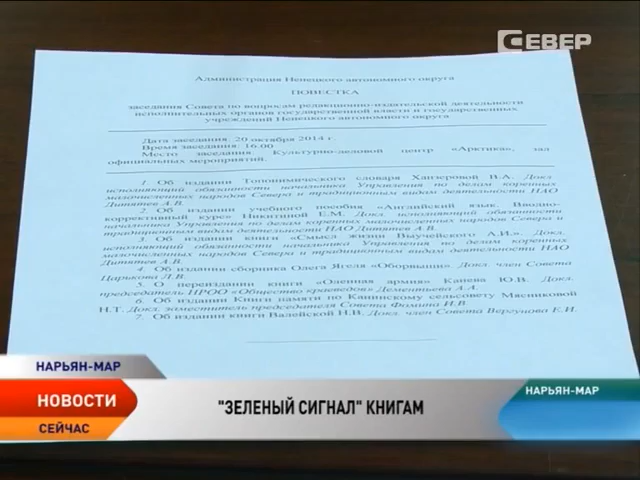 СЕВЕР
Администрация Ненецкого автономного округа
ПОВЕСТКА
заседания Совета по вопросам редакционно-издательской деятельности
исполнительных органов государственной власти и государственных
учреждений Ненецкого автономного округа
Дата заседания: 20 октября 2014 г.
Время заседания: 16.00
Место заседания: Культурно-деловой центр «Арктика», зал
официальных мероприятий.
1. Об издании Топонимического словаря Хайзеровой В.А. Докл.
исполняющий обязанности начальника Управления по делам коренных
малочисленных народов Севера и традиционным видам деятельности НАО
Дитятев А.В.
2. Об издании учебного пособия «Английский язык. Вводно-
коррективный курс» Никитиной Е.М. Докл. исполняющий обязанности
начальника Управления по делам коренных малочисленных народов Севера и
традиционным видам деятельности НАО Дитятев А.В.
3. Об издании книги «Смысл жизни Выучейского А.И.». Докл.
исполняющий обязанности начальника Управления по делам коренных
малочисленных народов Севера и традиционным видам деятельности НАО
Дитятев А.В.
4. Об издании сборника Олега Ягеля «Оборвыши» Докл. член Совета
Царькова Л.В.
5. О переиздании книги «Оленная армия» Канева Ю.В. Докл.
председатель НРОО «Общество краеведов» Дементьева А.А.
6. Об издании Книги памяти по Канинскому сельсовету Мясниковой
Н.Т. Докл. заместитель председателя Совета Фомина И.В.
7. Об издании книги Валейской Н.В. Докл. член Совета Вергунова Е.И.
НАРЬЯН-МАР
НОВОСТИ
СЕЙЧАС
"ЗЕЛЕНЫЙ СИГНАЛ" КНИГАМ
НАРЬЯН-МАР